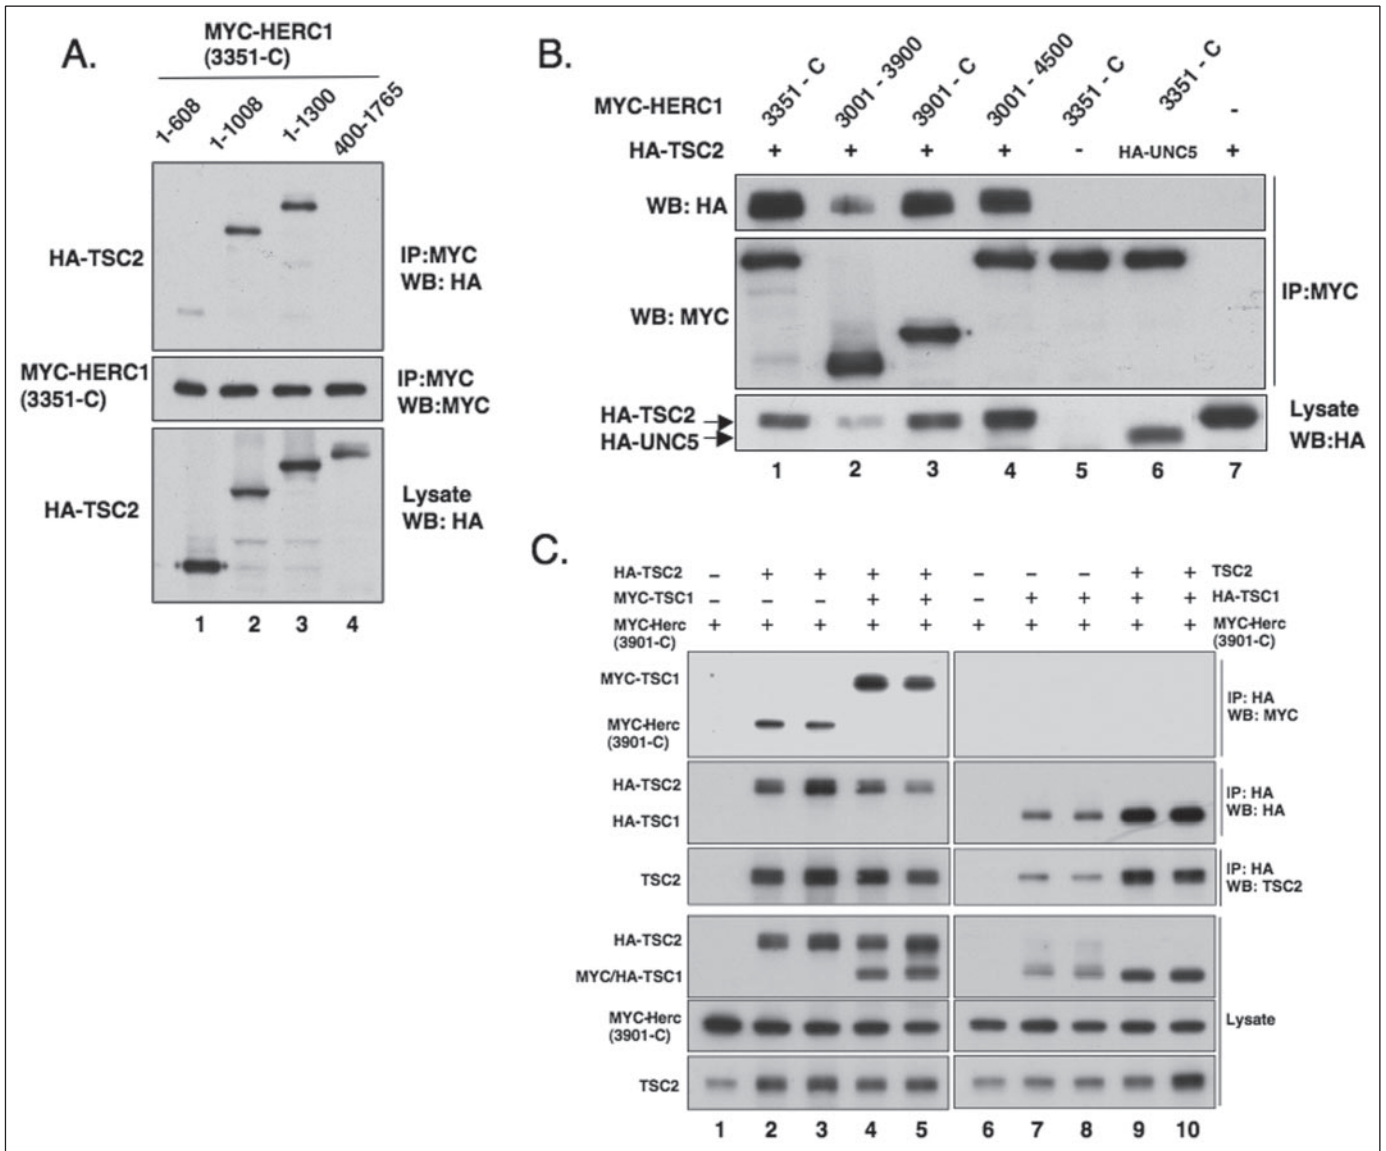 A.
MYC-HERC1
(3351-C)
1-608
1-1008
1-1300
400-1765
HA-TSC2
IP:MYC
WB: HA
MYC-HERC1
(3351-C)
IP:MYC
WB:MYC
HA-TSC2
Lysate
WB: HA
1 2 3 4
B.
MYC-HERC1
3351 - C
3001 - 3900
3901 - C
3001 - 4500
3351 - C
3351 - C
-
HA-TSC2 + + + + - HA-UNC5 +
WB: HA
WB: MYC
IP:MYC
HA-TSC2
HA-UNC5
Lysate
WB:HA
1 2 3 4 5 6 7
C.
HA-TSC2 – + + + + – – – + + TSC2
MYC-TSC1 – – – + + – + + + + HA-TSC1
MYC-Herc + + + + + + + + + + MYC-Herc
(3901-C) (3901-C)
MYC-TSC1
MYC-Herc
(3901-C)
IP: HA
WB: MYC
HA-TSC2
HA-TSC1
IP: HA
WB: HA
TSC2
IP: HA
WB: TSC2
HA-TSC2
MYC/HA-TSC1
MYC-Herc
(3901-C)
Lysate
TSC2
1 2 3 4 5 6 7 8 9 10